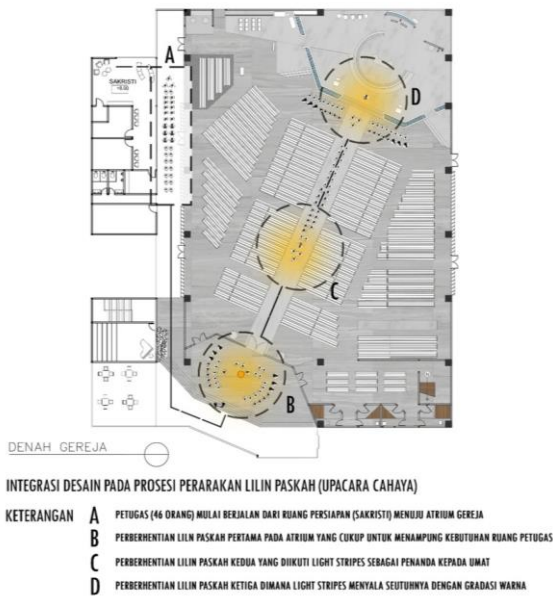 A
SAKRISTI
D
C
B
DENAH GEREJA
INTEGRASI DESAIN PADA PROSESI PERARAKAN LILIN PASKAH (UPACARA CAHAYA)
KETERANGAN A PETUGAS (46 ORANG) MULAI BERJALAN DARI RUANG PERSIAPAN (SAKRISTI) MENUJU ATRIUM GEREJA
B PERBERHENTIAN LILN PASKAH PERTAMA PADA ATRIUM YANG CUKUP UNTUK MENAMPUNG KEBUTUHAN RUANG PETUGAS
C PERBERHENTIAN LILIN PASKAH KEDUA YANG DIIKUTI LIGHT STRIPES SEBAGAI PENANDA KEPADA UMAT
D PERBERHENTIAN LILIN PASKAH KETIGA DIMANA LIGHT STRIPES MENYALA SEUTUHNYA DENGAN GRADASI WARNA